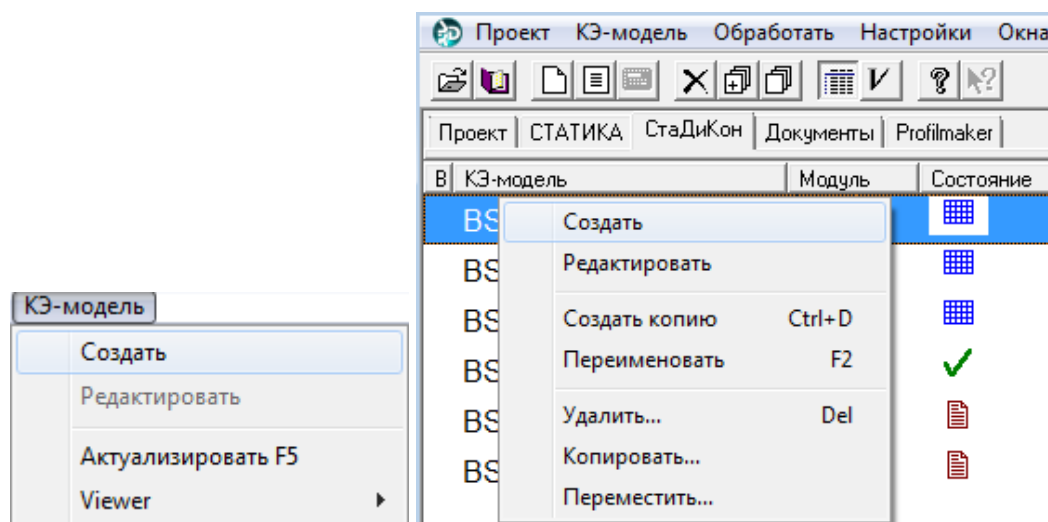 КЭ-модель
Создать
Редактировать
Актуализировать F5
Viewer
Проект КЭ-модель Обработать Настройки Окна
Проект СТАТИКА СтаДиКон Документы Profilmaker
В КЭ-модель Модуль Состояние
BS Создать
BS Редактировать
BS Создать копию Ctrl+D
BS Переименовать F2
BS Удалить... Del
BS Копировать...
Переместить...